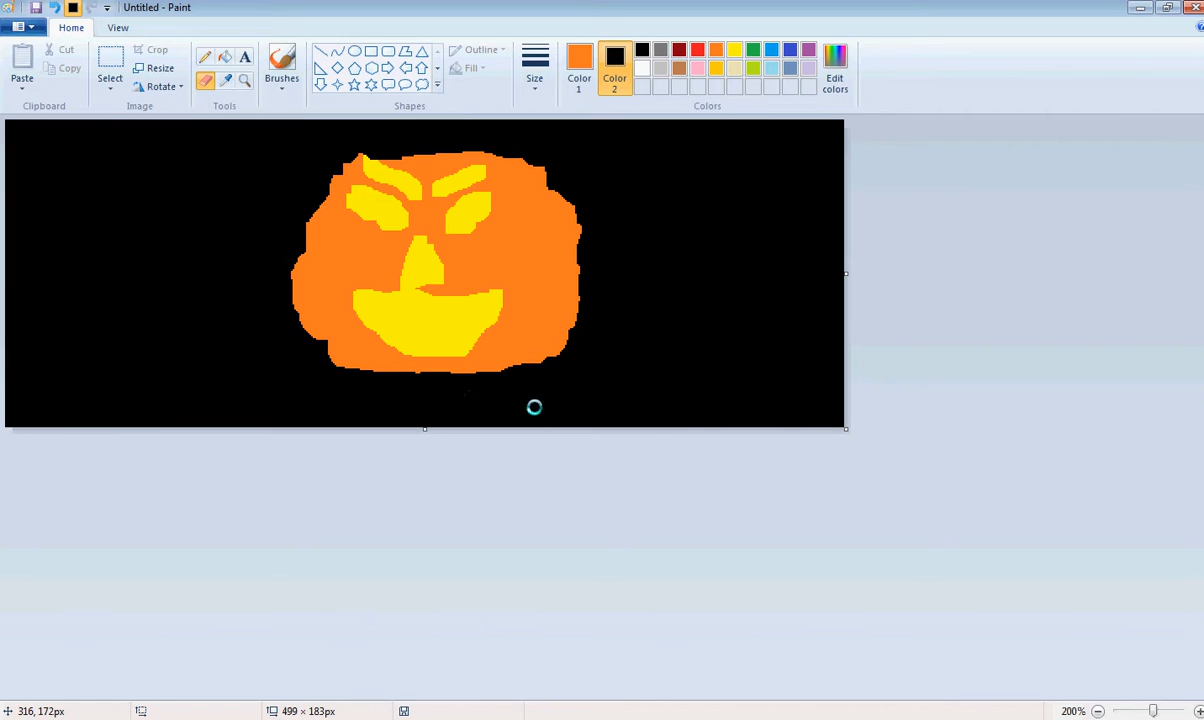 Untitled - Paint
Home View
Paste
Cut
Copy
Clipboard
Select
Crop
Resize
Rotate
Image
A
Tools
Brushes
Outline
Fill
Shapes
Size
Color 1
Color 2
Edit colors
Colors
316, 172px
499 × 183px
200%